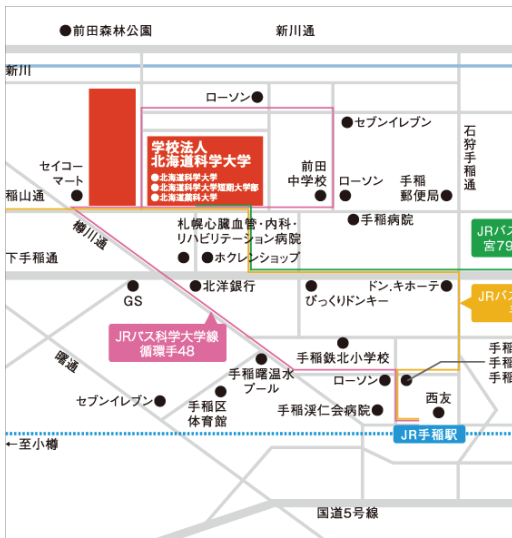 ●前田森林公園
新川通
新川
ローソン●
●セブンイレブン
石狩手稲通
学校法人
北海道科学大学
●北海道科学大学
●北海道科学大学短期大学部
●北海道薬科大学
セイコー
マート
前田
中学校
ローソン
手稲
郵便局
稲山通
●手稲病院
樽川通
札幌心臓血管・内科・
リハビリテーション病院
JRバス
宮79
下手稲通
●ホクレンショップ
GS
●北洋銀行
びっくりドンキー
ドン.キホーテ
JRバス
手
JRバス科学大学線
循環手48
曙通
手稲鉄北小学校
手稲
手稲
手稲
手稲曙温水
プール
ローソン●
セブンイレブン●
手稲区
体育館
手稲渓仁会病院
西友
←至小樽
JR手稲駅
国道5号線